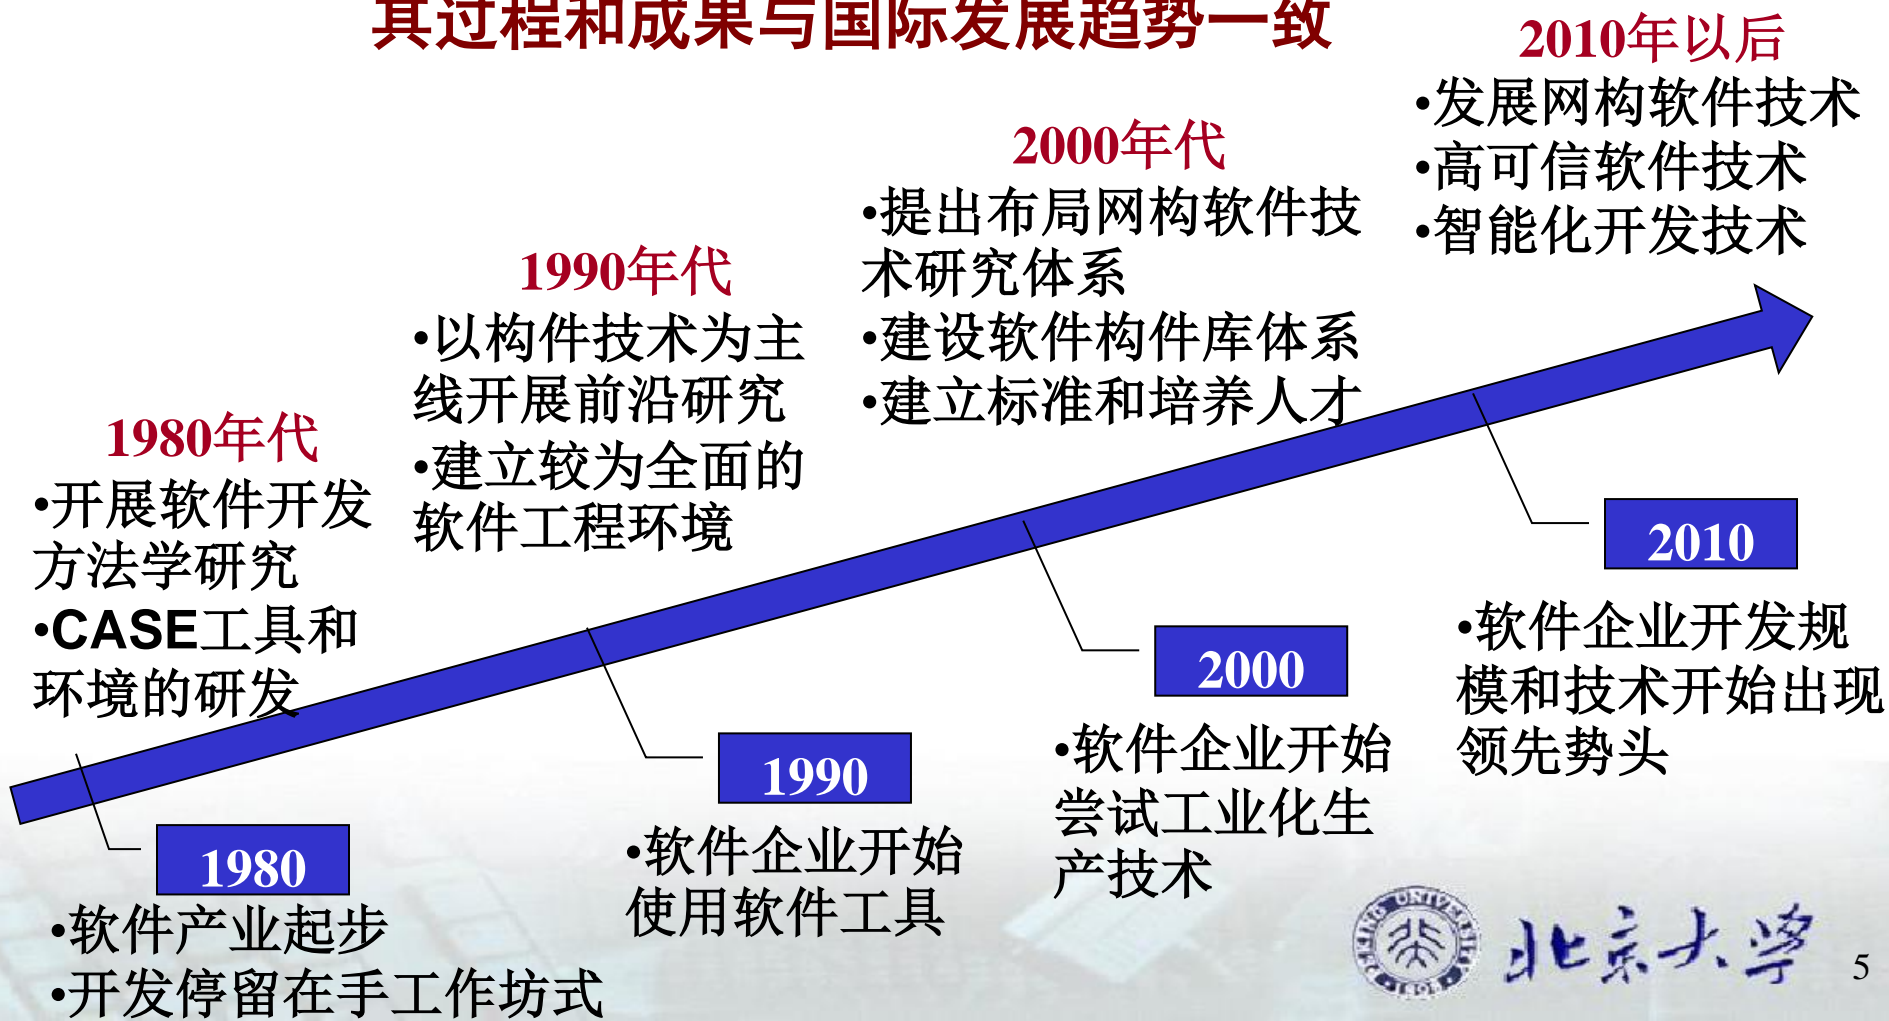 其过程和成果与国际发展趋势一致
1980年代
•开展软件开发
方法学研究
•CASE工具和
环境的研发
1990年代
•以构件技术为主
线开展前沿研究
•建立较为全面的
软件工程环境
2000年代
•提出布局网构软件技
术研究体系
•建设软件构件库体系
•建立标准和培养人才
2010年以后
•发展网构软件技术
•高可信软件技术
•智能化开发技术
1980
•软件产业起步
•开发停留在手工作坊式
1990
•软件企业开始
使用软件工具
2000
•软件企业开始
尝试工业化生
产技术
2010
•软件企业开发规
模和技术开始出现
领先势头
PEKING UNIVERSITY
1898
北京大学
5